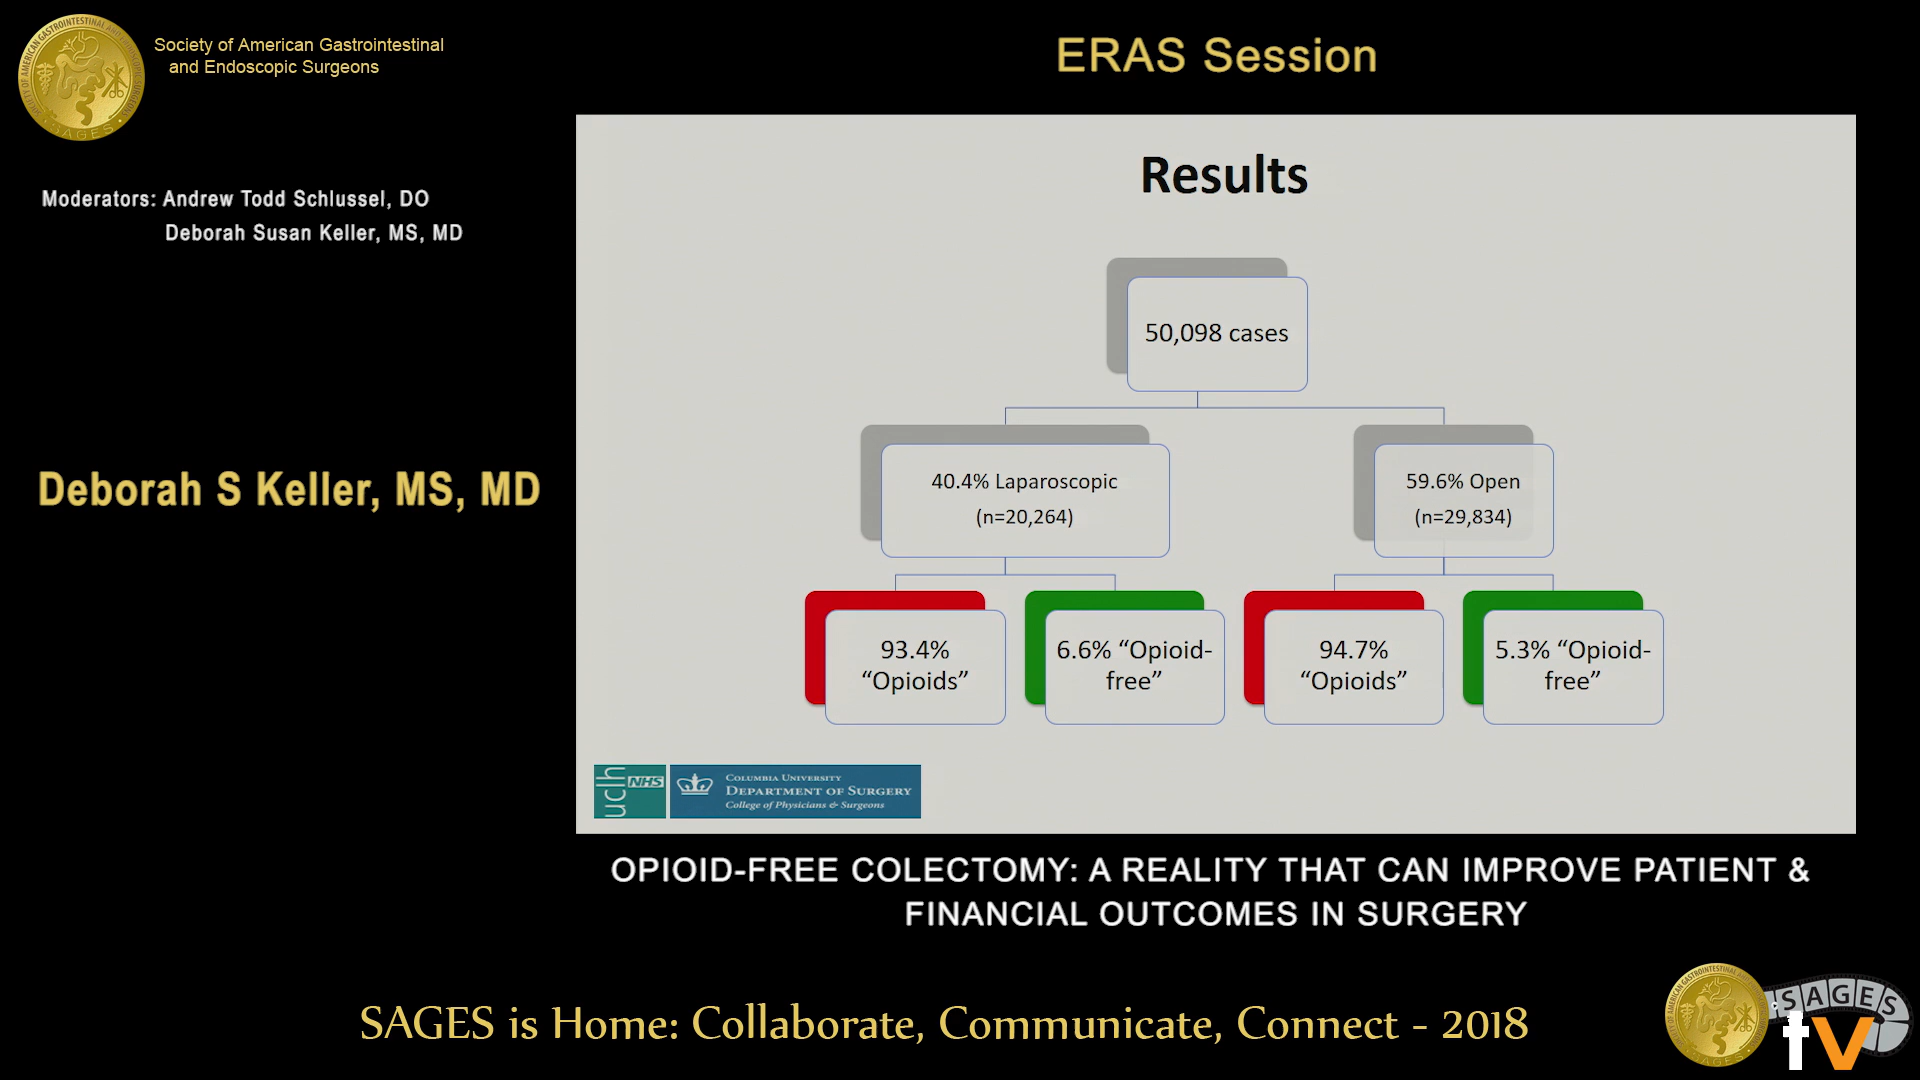 Society of American Gastrointestinal
and Endoscopic Surgeons
ERAS Session
Moderators: Andrew Todd Schlussel, DO
Deborah Susan Keller, MS, MD
Deborah S Keller, MS, MD
Results
50,098 cases
40.4% Laparoscopic
(n=20,264)
59.6% Open
(n=29,834)
93.4%
“Opioids”
6.6% “Opioid-
free”
94.7%
“Opioids”
5.3% “Opioid-
free”
uclh
NHS
Columbia University
Department of Surgery
College of Physicians & Surgeons
OPIOID-FREE COLECTOMY: A REALITY THAT CAN IMPROVE PATIENT &
FINANCIAL OUTCOMES IN SURGERY
SAGES is Home: Collaborate, Communicate, Connect - 2018
SAGES
tv